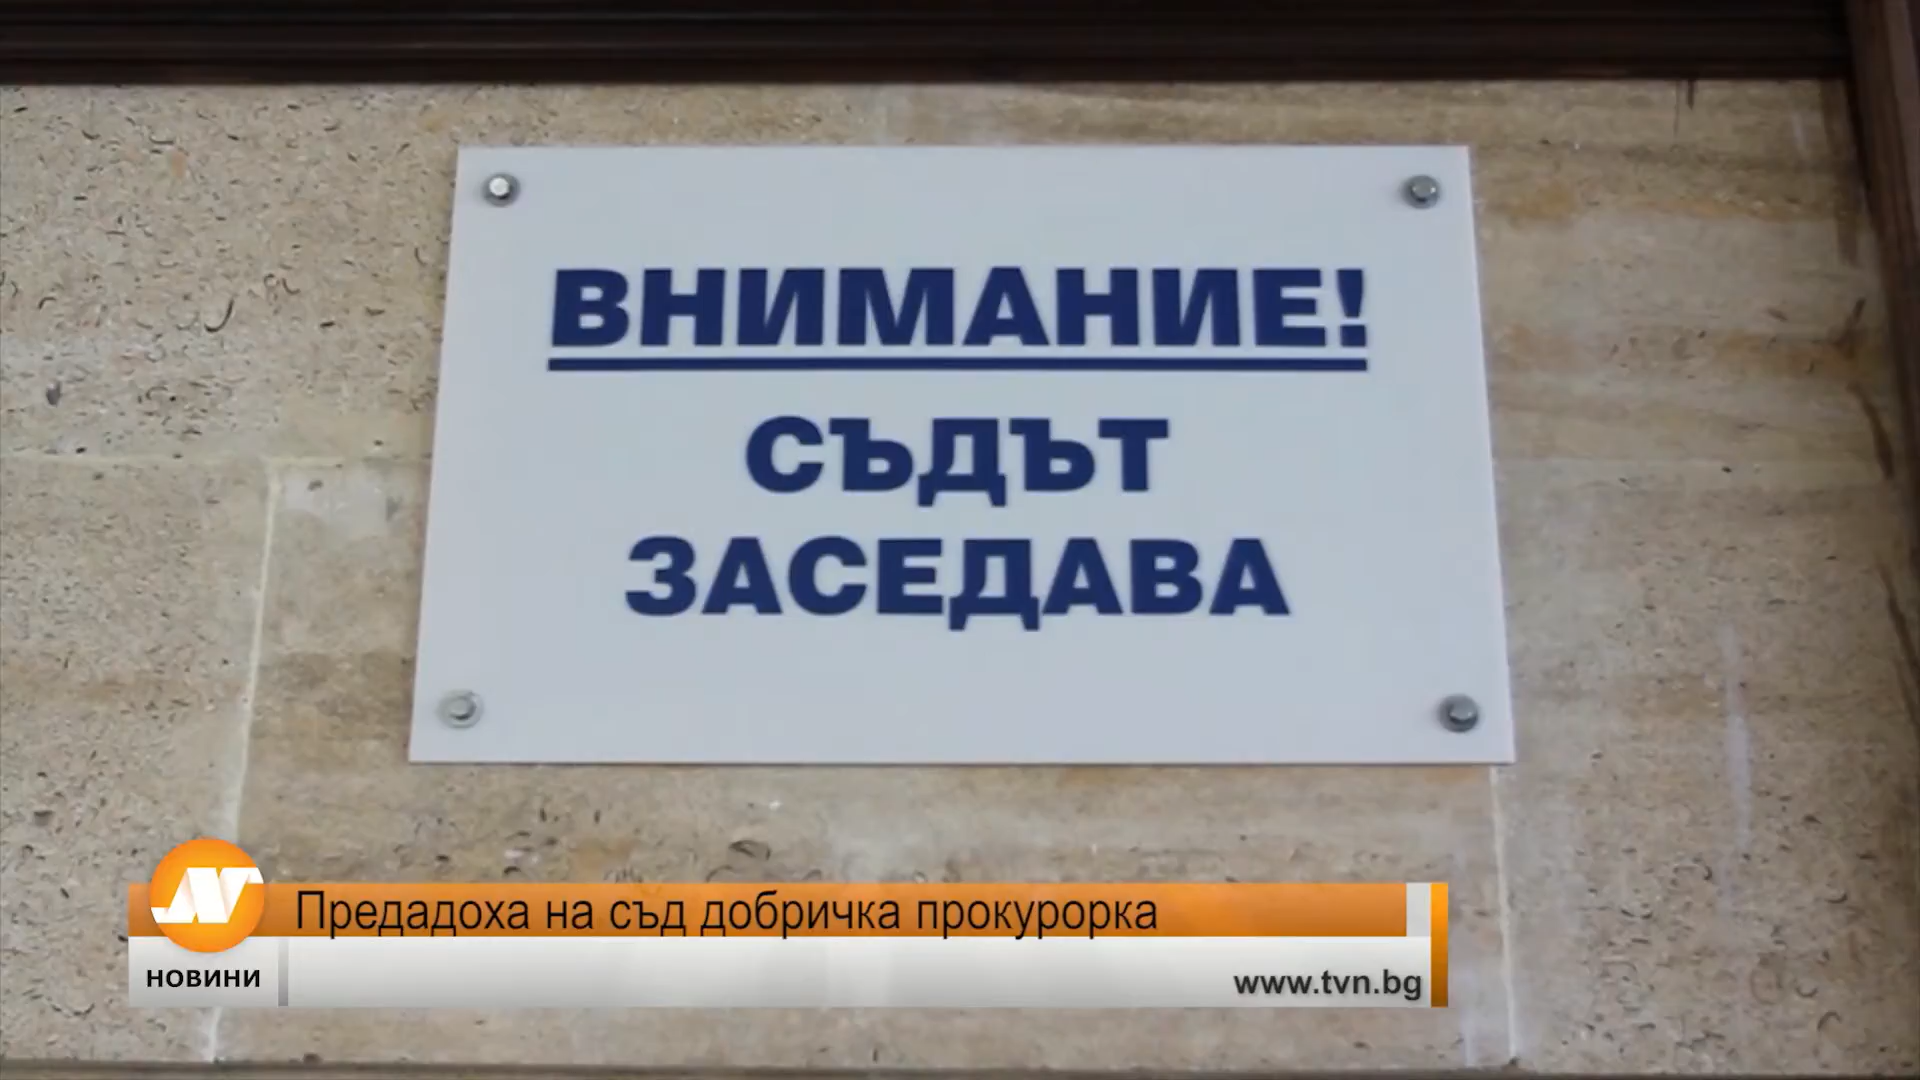 ВНИМАНИЕ!
СЪДЪТ
ЗАСЕДАВА
Предадоха на съд добричка прокурорка
НОВИНИ
www.tvn.bg